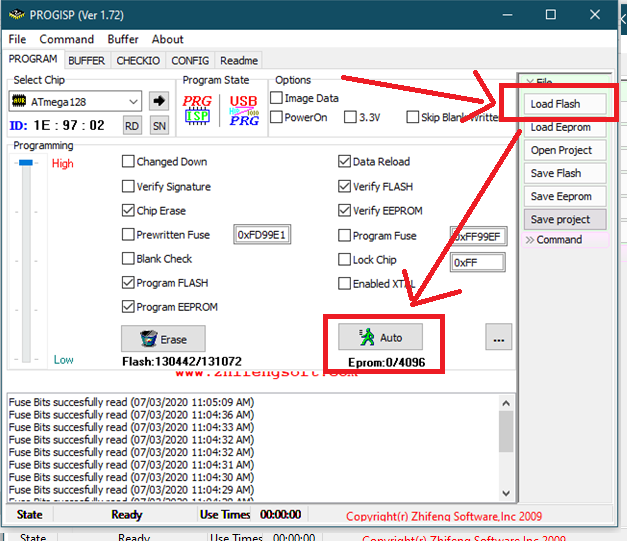 PROGISP (Ver 1.72)
File Command Buffer About
PROGRAM BUFFER CHECKIO CONFIG Readme
Select Chip
ATmega128
ID: 1E : 97 : 02 RD SN
Program State
PRG ISP USB PRG
Options
Image Data
PowerOn 3.3V Skip Blank Written
File
Load Flash
Load Eeprom
Open Project
Save Flash
Save Eeprom
Save project
Command
Programming
High
Low
Changed Down
Verify Signature
Chip Erase
Prewritten Fuse 0xFD99E1
Blank Check
Program FLASH
Program EEPROM
Data Reload
Verify FLASH
Verify EEPROM
Program Fuse 0xFF99EF
Lock Chip 0xFF
Enabled XTAL
Erase Auto ...
Flash:130442/131072 Eprom:0/4096
www.zhifengsoft.com
Fuse Bits succesfully read (07/03/2020 11:05:09 AM)
Fuse Bits succesfully read (07/03/2020 11:04:36 AM)
Fuse Bits succesfully read (07/03/2020 11:04:33 AM)
Fuse Bits succesfully read (07/03/2020 11:04:32 AM)
Fuse Bits succesfully read (07/03/2020 11:04:32 AM)
Fuse Bits succesfully read (07/03/2020 11:04:31 AM)
Fuse Bits succesfully read (07/03/2020 11:04:30 AM)
Fuse Bits succesfully read (07/03/2020 11:04:29 AM)
State Ready Use Times 00:00:00 Copyright(r) Zhifeng Software,Inc 2009
State Ready Use Times 00:00:00 Copyright(r) Zhifeng Software,Inc 2009